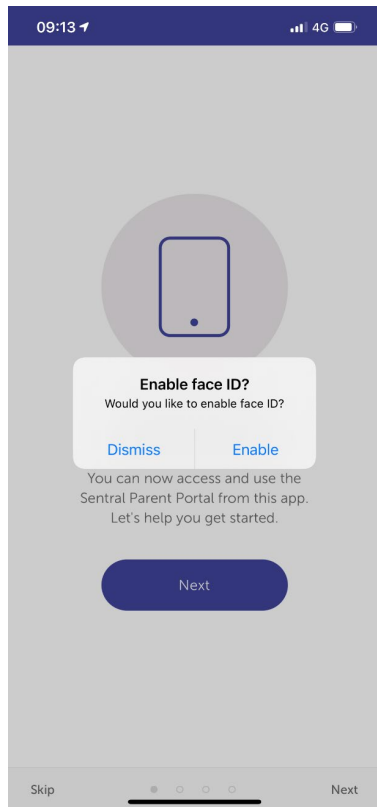 09:13
4G
Enable face ID?
Would you like to enable face ID?
Dismiss Enable
You can now access and use the
Sentral Parent Portal from this app.
Let's help you get started.
Next
Skip Next